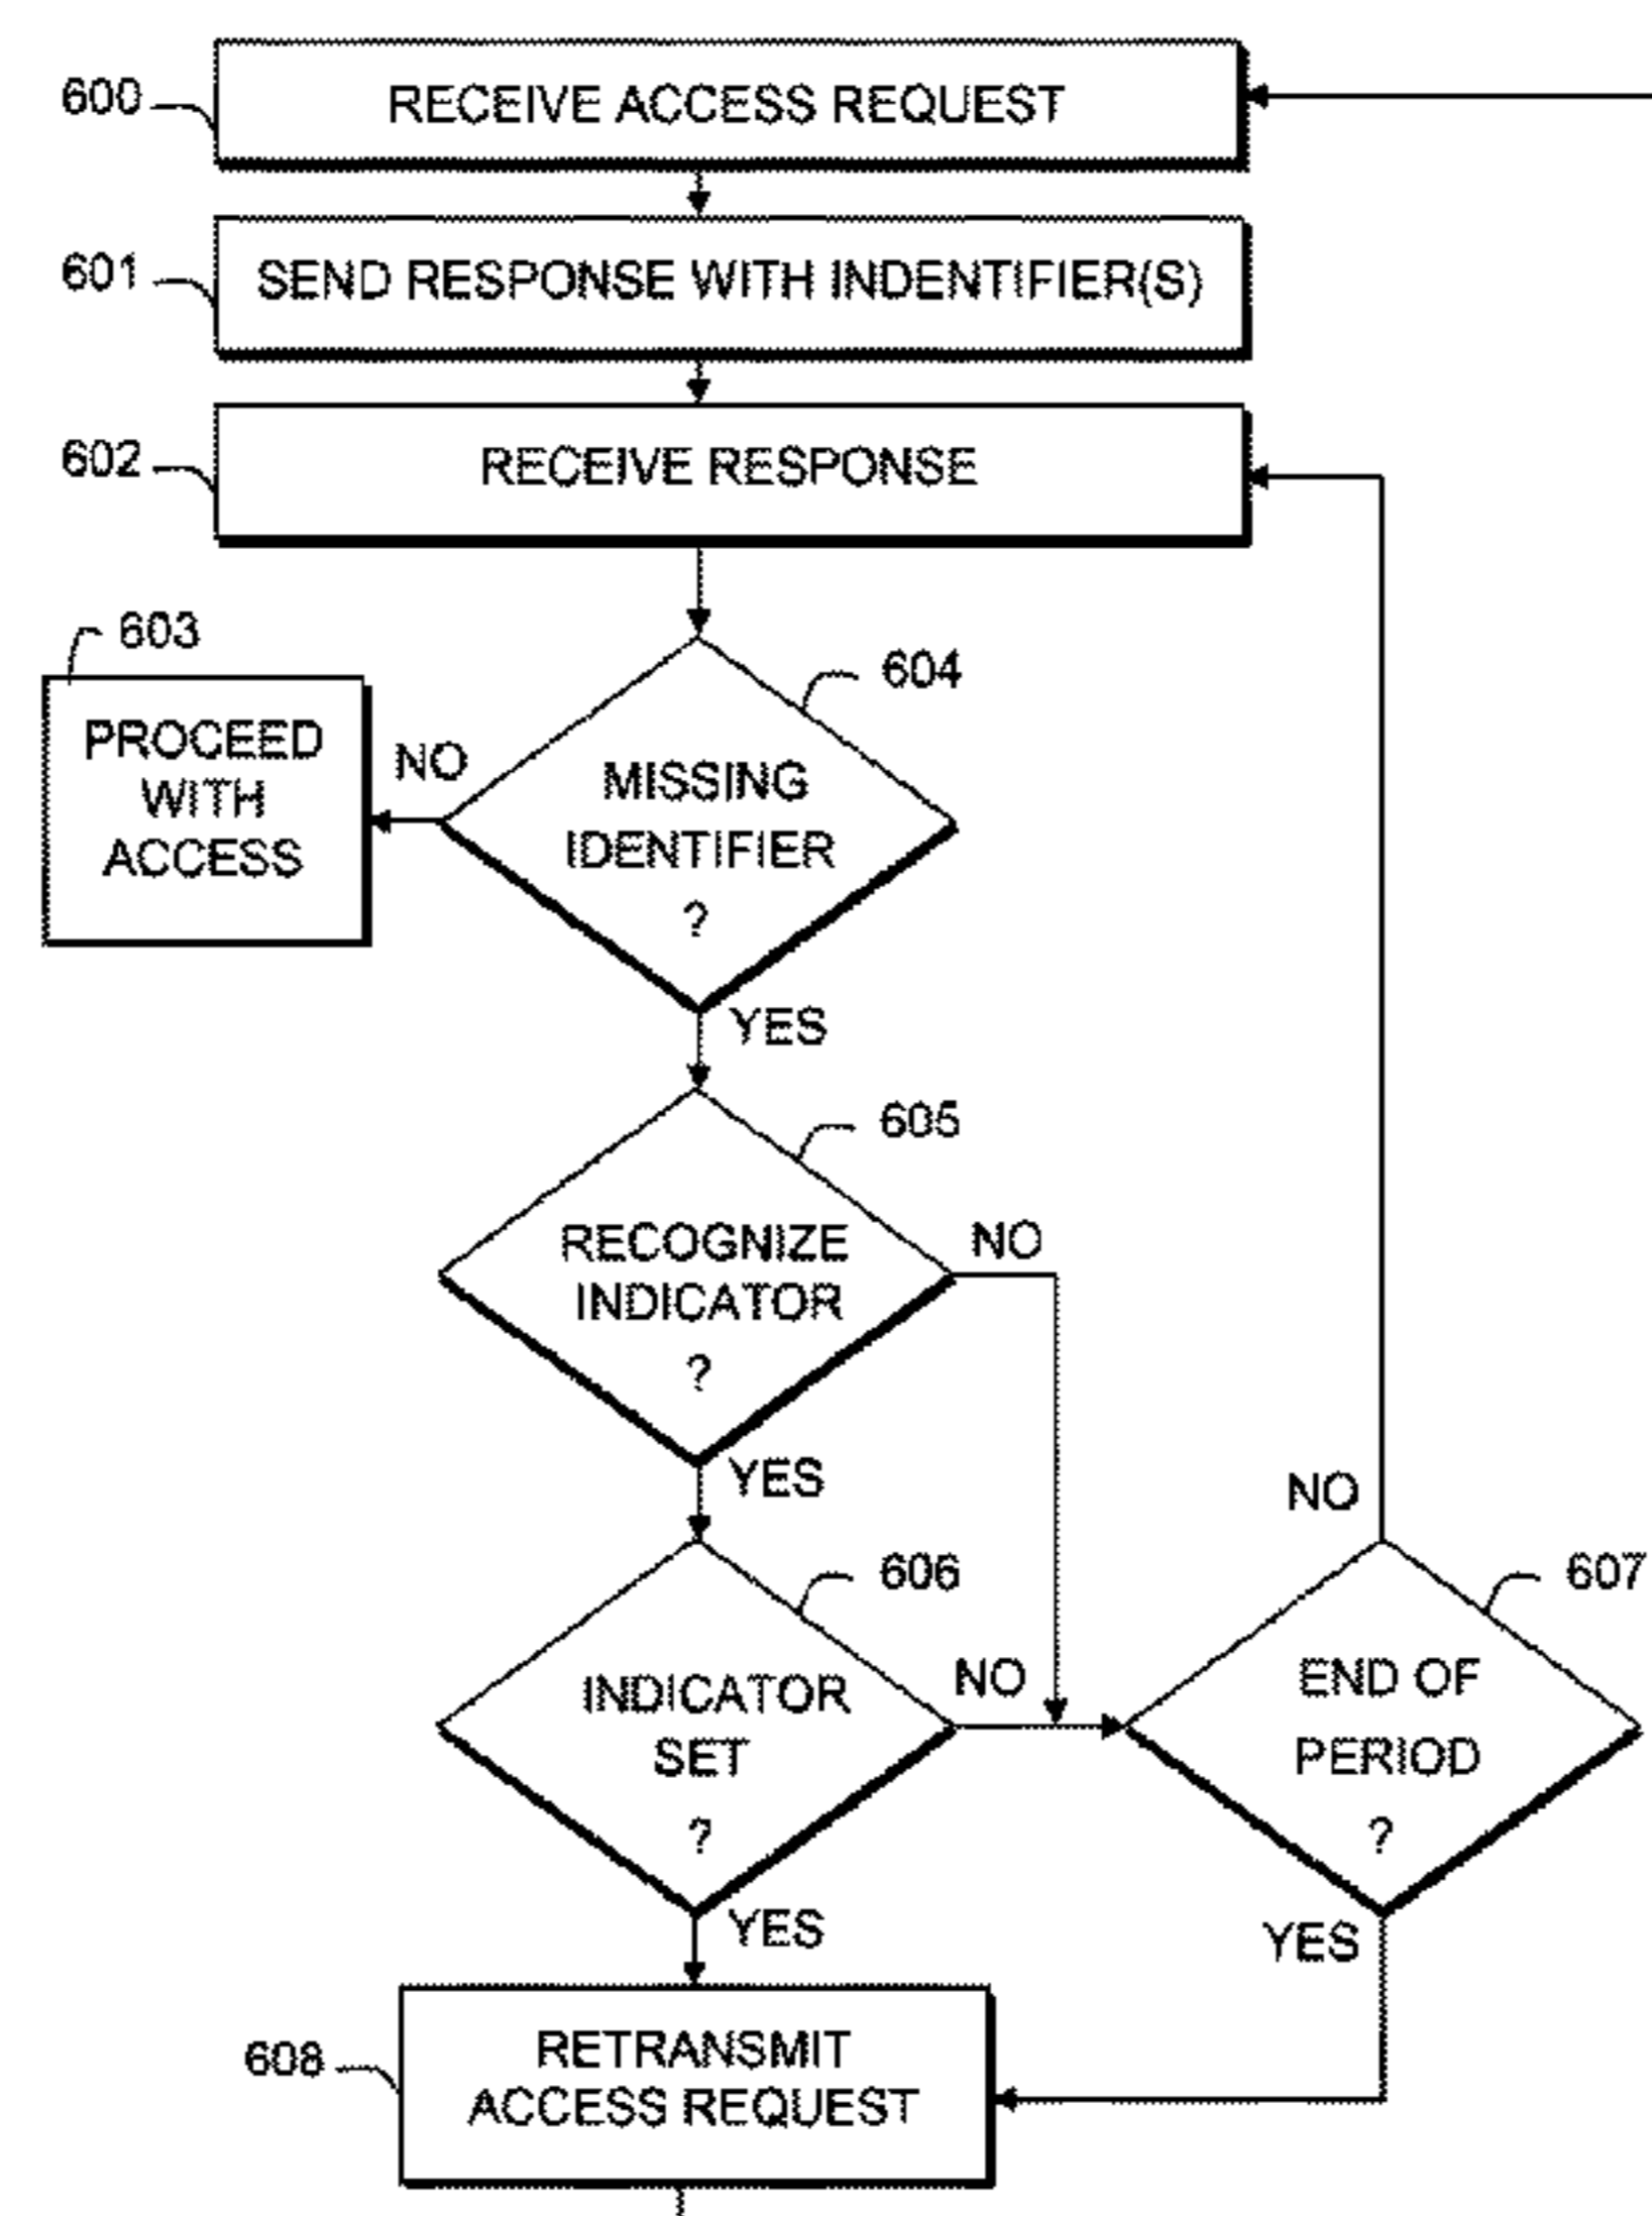 600
RECEIVE ACCESS REQUEST
601
SEND RESPONSE WITH INDENTIFIER(S)
602
RECEIVE RESPONSE
603
PROCEED
WITH
ACCESS
NO
604
MISSING
IDENTIFIER
?
YES
605
RECOGNIZE
INDICATOR
?
NO
YES
606
INDICATOR
SET
?
NO
YES
NO
607
END OF
PERIOD
?
YES
608
RETRANSMIT
ACCESS REQUEST